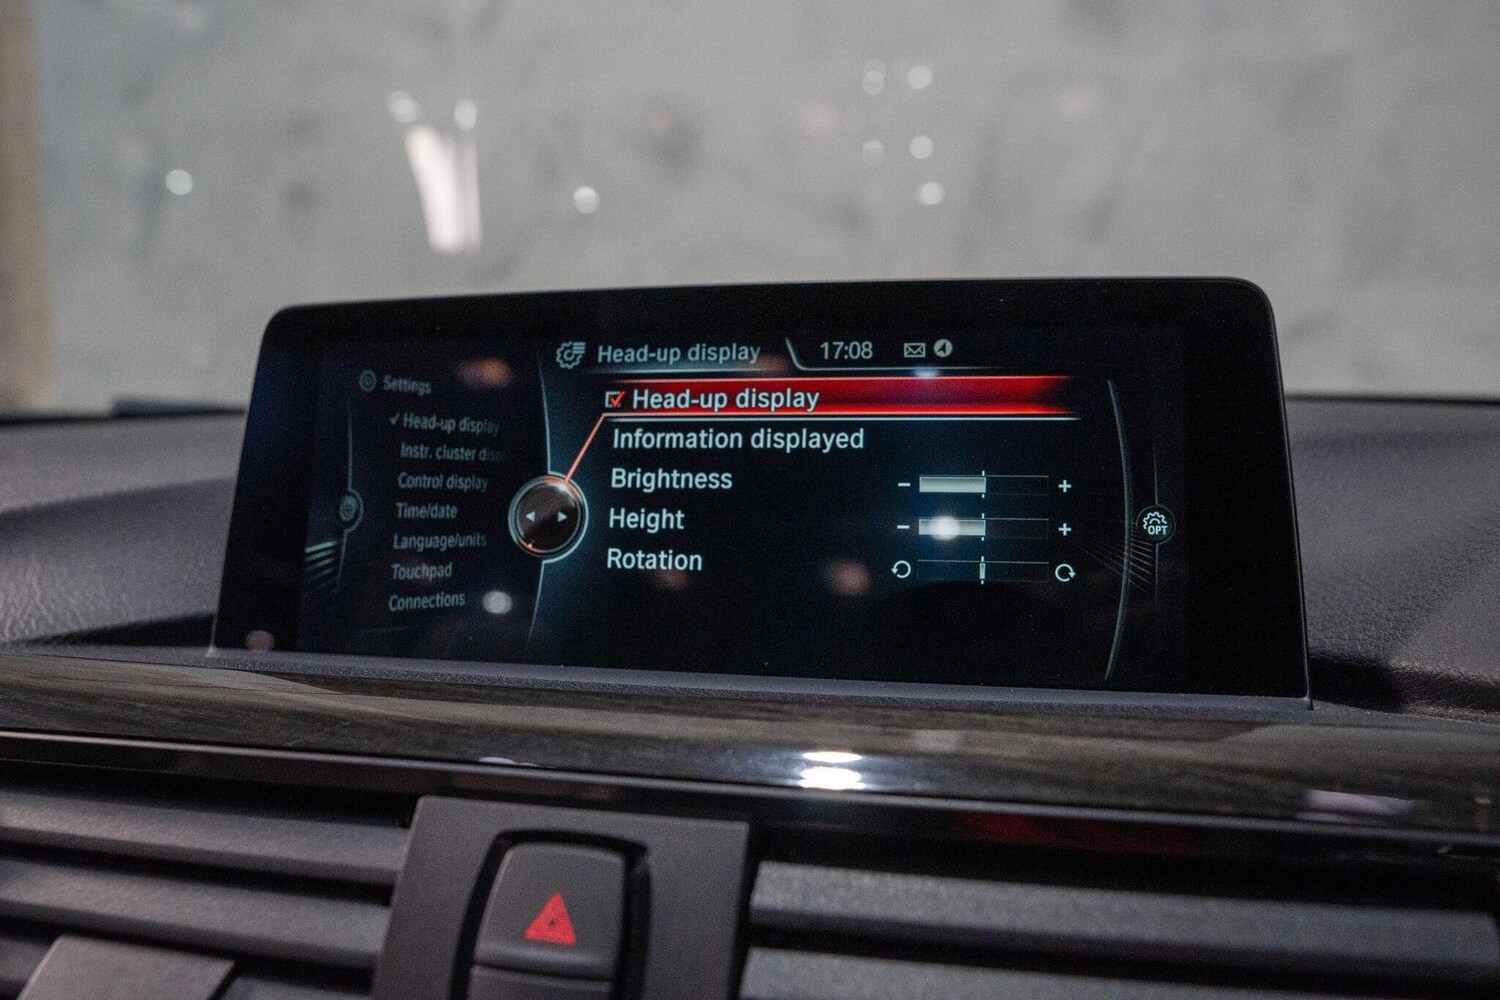 Head-up display 17:08
Settings
Head-up display
Instr. cluster
Control display
Time/date
Language/units
Touchpad
Connections
Head-up display
Information displayed
Brightness - +
Height - +
Rotation
OPT